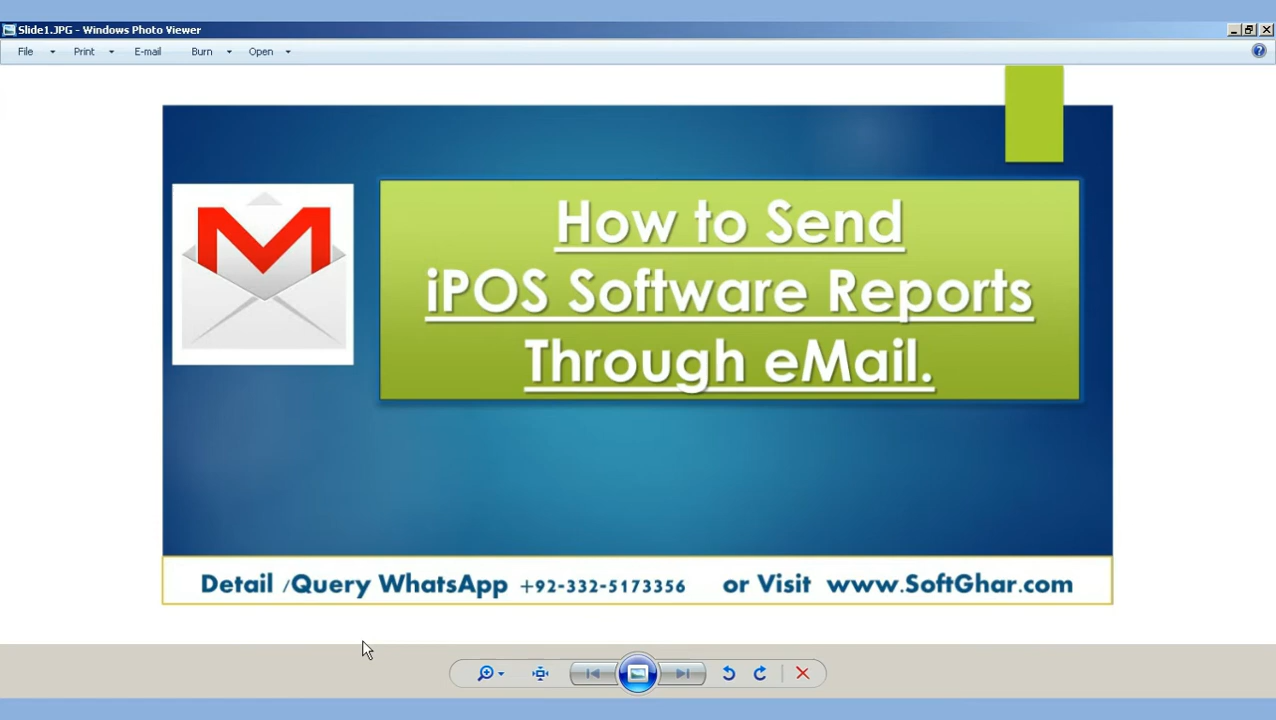 Slide1.JPG - Windows Photo Viewer
File Print E-mail Burn Open
How to Send
iPOS Software Reports
Through eMail.
Detail /Query WhatsApp +92-332-5173356 or Visit www.SoftGhar.com